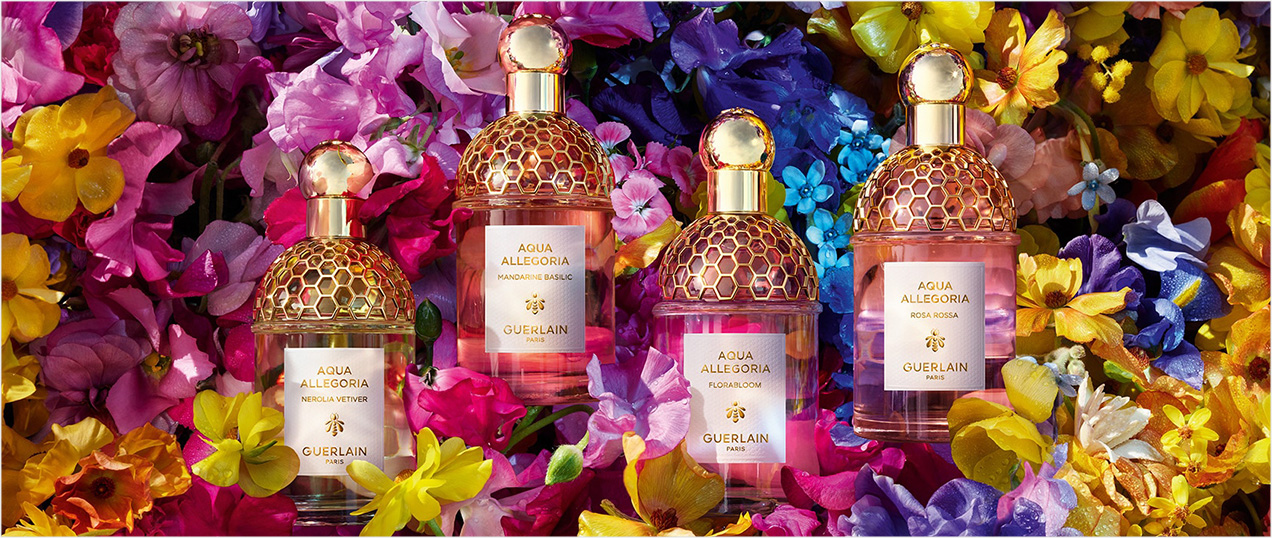 AQUA
ALLEGORIA
NEROLIA VETIVER
GUERLAIN
PARIS
AQUA
ALLEGORIA
MANDARINE BASILIC
GUERLAIN
PARIS
AQUA
ALLEGORIA
FLORABLOOM
GUERLAIN
PARIS
AQUA
ALLEGORIA
ROSA ROSSA
GUERLAIN
PARIS